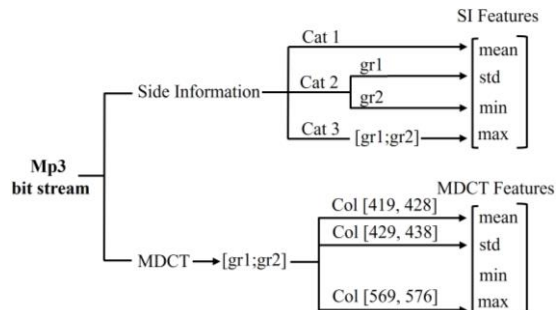 SI Features
Cat 1
mean
gr1
std
Side Information
Cat 2
gr2
min
Cat 3
[gr1;gr2]
max
Mp3
bit stream
MDCT Features
Col [419, 428]
mean
Col [429, 438]
std
MDCT
[gr1;gr2]
min
Col [569, 576]
max